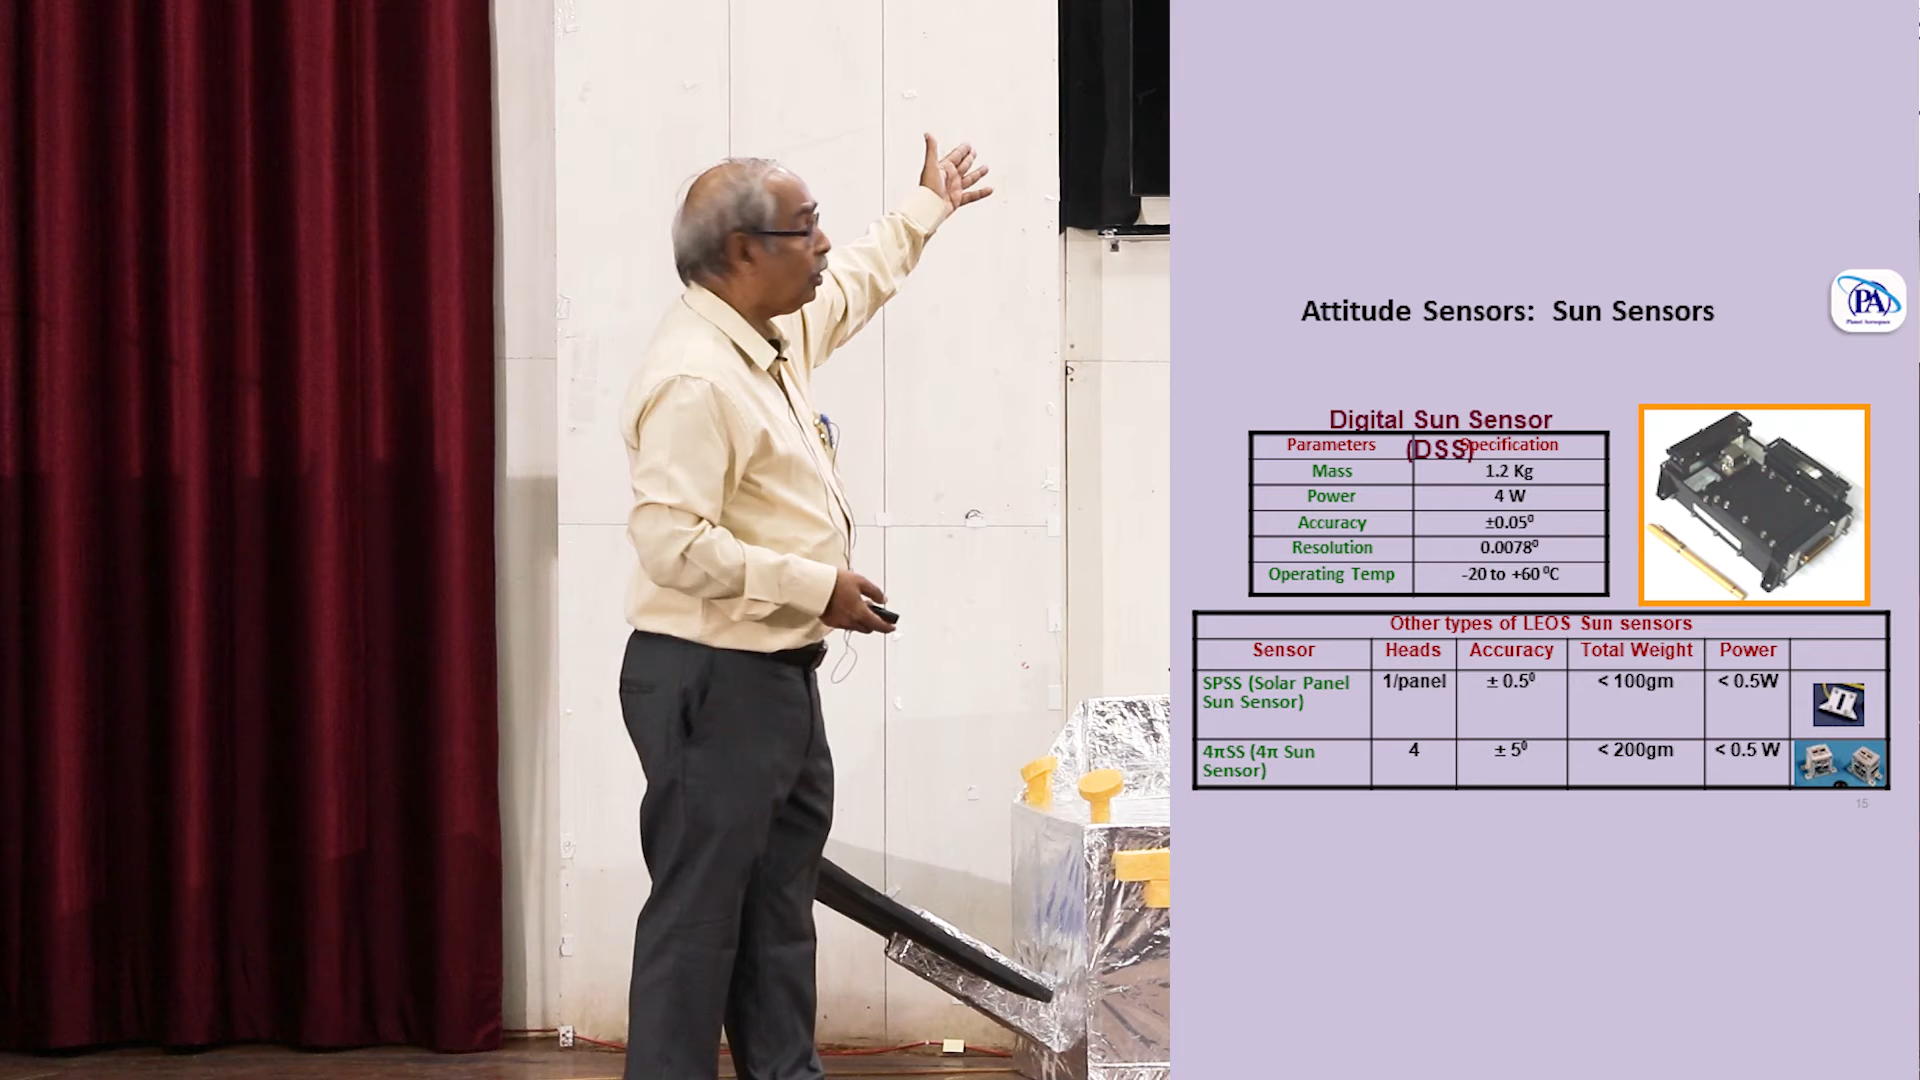 Attitude Sensors: Sun Sensors
PA
Planet Aerospace
Digital Sun Sensor
(DSS)
Parameters Specification
Mass 1.2 Kg
Power 4 W
Accuracy ±0.05⁰
Resolution 0.0078⁰
Operating Temp -20 to +60 ⁰C
Other types of LEOS Sun sensors
Sensor Heads Accuracy Total Weight Power
SPSS (Solar Panel 1/panel ± 0.5⁰ < 100gm < 0.5W
Sun Sensor)
4πSS (4π Sun 4 ± 5⁰ < 200gm < 0.5 W
Sensor)
15